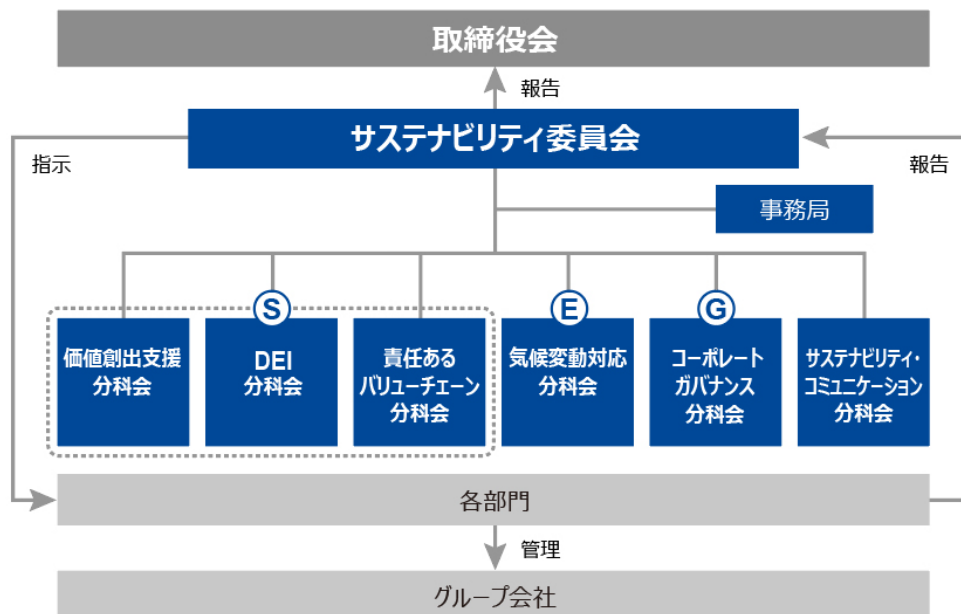 取締役会
報告
サステナビリティ委員会
指示
報告
事務局
S
E
G
価値創出支援
分科会
DEI
分科会
責任ある
バリューチェーン
分科会
気候変動対応
分科会
コーポレート
ガバナンス
分科会
サステナビリティ・
コミュニケーション
分科会
各部門
管理
グループ会社